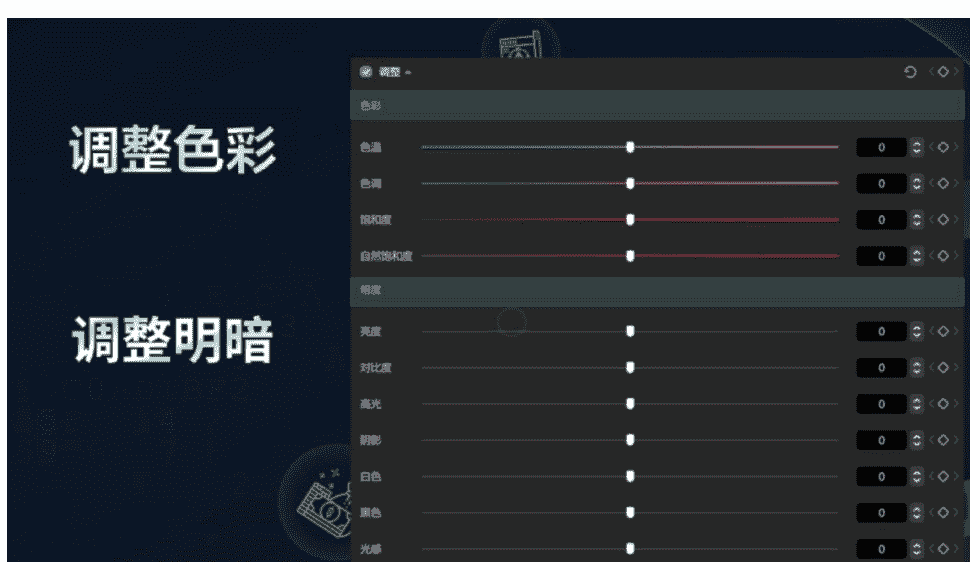 调整色彩
调整明暗
调整
色彩
色温 0
色调 0
饱和度 0
自然饱和度 0
明度
亮度 0
对比度 0
高光 0
阴影 0
白色 0
黑色 0
光感 0